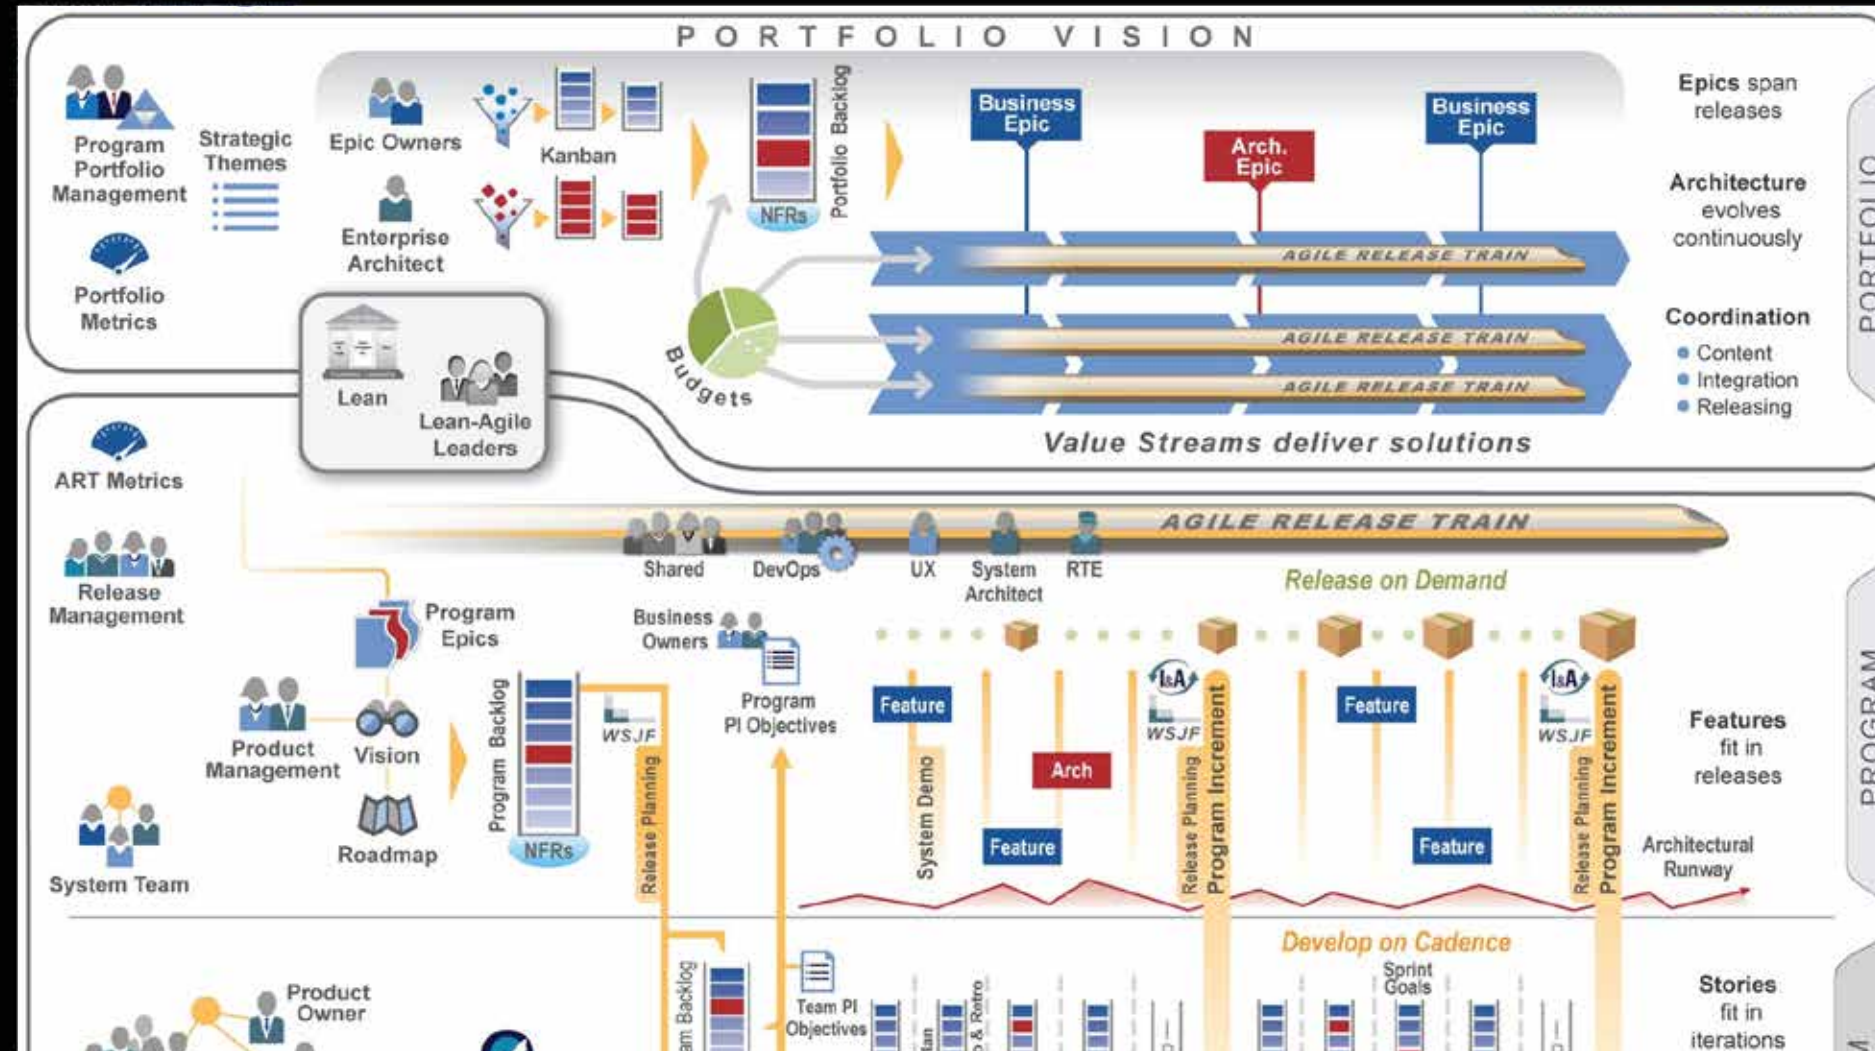 PORTFOLIO VISION
Program
Portfolio
Management
Strategic
Themes
Portfolio
Metrics
Epic Owners
Kanban
Enterprise
Architect
Portfolio Backlog
NFRs
Business
Epic
Arch.
Epic
Business
Epic
AGILE RELEASE TRAIN
AGILE RELEASE TRAIN
AGILE RELEASE TRAIN
Budgets
Value Streams deliver solutions
Epics span
releases
Architecture
evolves
continuously
Coordination
Content
Integration
Releasing
PORTFOLIO
Lean
Lean-Agile
Leaders
ART Metrics
Release
Management
Product
Management
System Team
Program
Epics
Vision
Roadmap
Program Backlog
NFRs
WSJF
Release Planning
AGILE RELEASE TRAIN
Shared
DevOps
UX
System
Architect
RTE
Business
Owners
Program
PI Objectives
Release on Demand
Feature
System Demo
Feature
Arch
I&A
WSJF
Release Planning
Program Increment
Feature
Feature
I&A
WSJF
Release Planning
Program Increment
Features
fit in
releases
Architectural
Runway
PROGRAM
Develop on Cadence
Product
Owner
Backlog
Team PI
Objectives
& Retro
Sprint
Goals
Stories
fit in
iterations